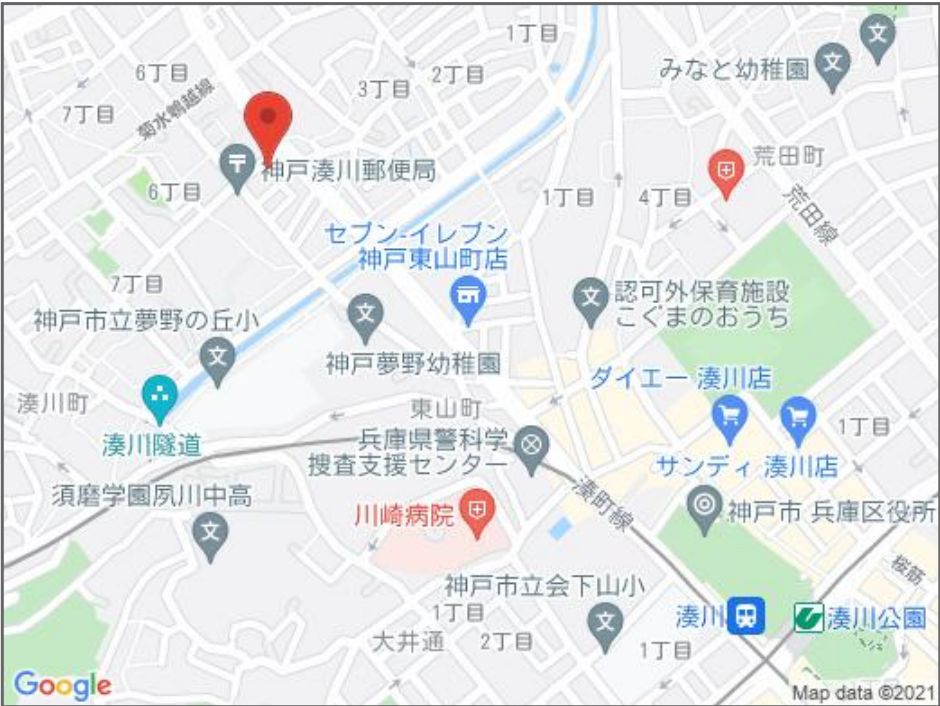 1丁目
6丁目
2丁目
みなと幼稚園
3丁目
7丁目
菊水鵯越線
荒田町
神戸湊川郵便局
6丁目
1丁目
4丁目
荒田線
セブン-イレブン
神戸東山町店
7丁目
認可外保育施設
こぐまのおうち
神戸市立夢野の丘小
神戸夢野幼稚園
ダイエー 湊川店
湊川町
東山町
1丁目
湊川隧道
兵庫県警科学
捜査支援センター
サンディ 湊川店
須磨学園夙川中高
湊町線
川崎病院
神戸市 兵庫区役所
桜筋
神戸市立会下山小
1丁目
湊川
湊川公園
大井通
2丁目
1丁目
Google
Map data ©2021